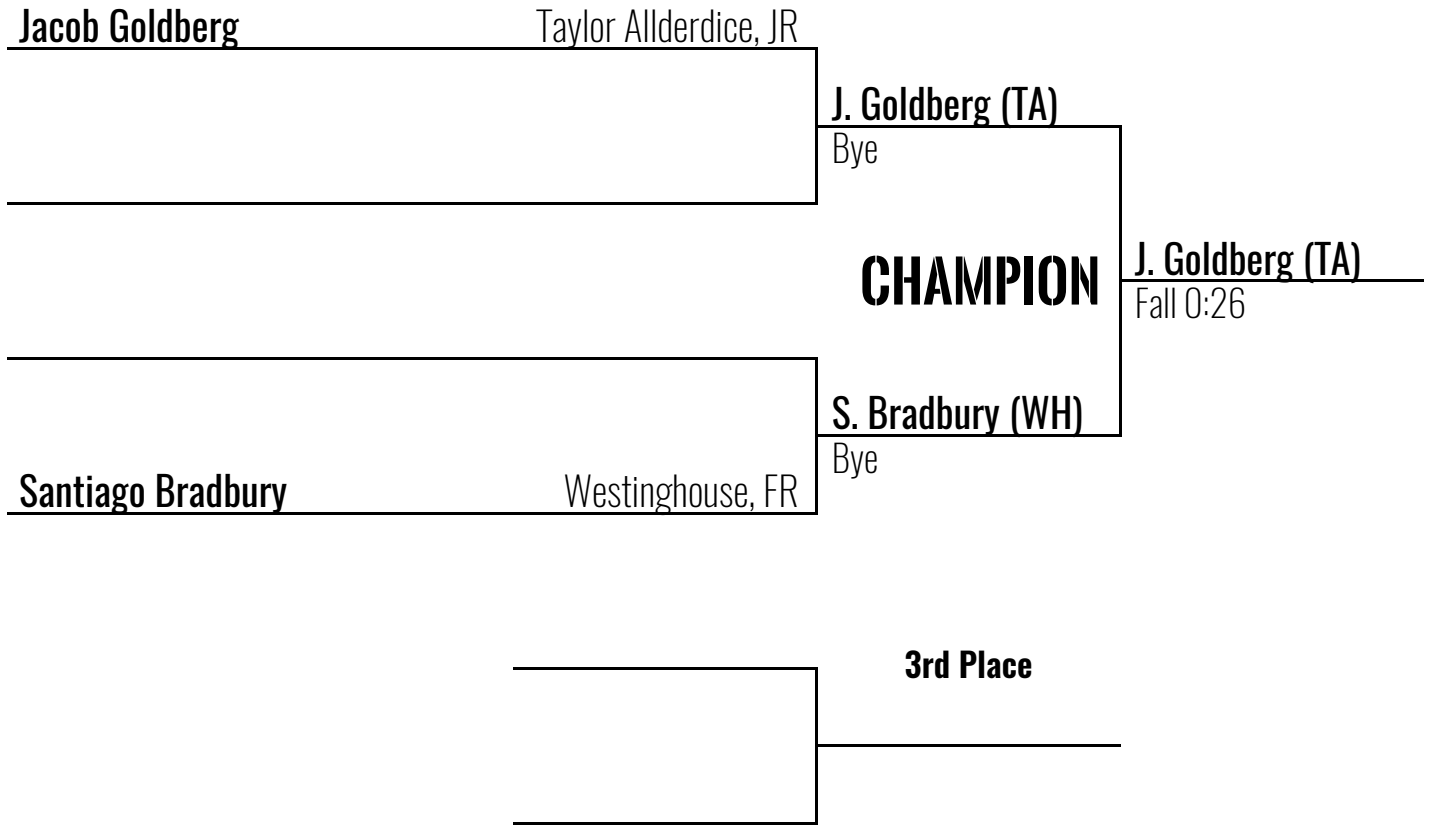 Jacob Goldberg Taylor Allderdice, JR
J. Goldberg (TA)
Bye
CHAMPION
J. Goldberg (TA)
Fall 0:26
S. Bradbury (WH)
Bye
Santiago Bradbury Westinghouse, FR
3rd Place